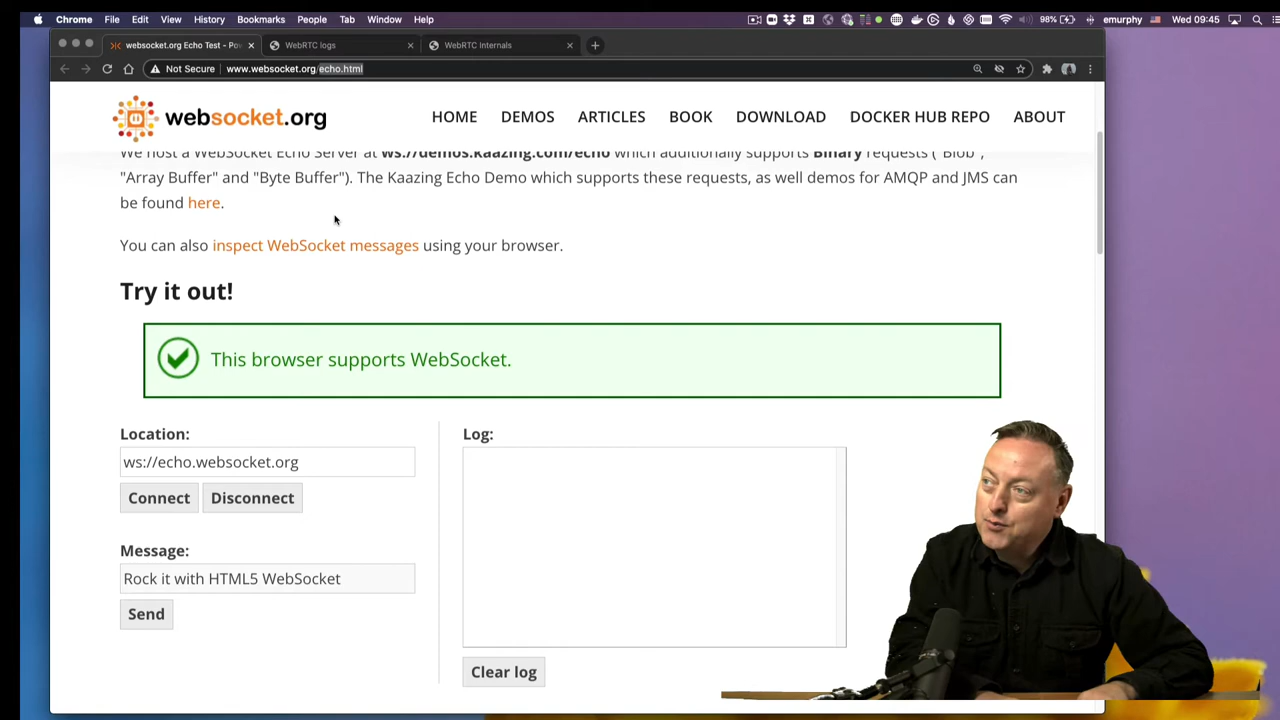 Chrome File Edit View History Bookmarks People Tab Window Help 98% emurphy Wed 09:45
websocket.org Echo Test - Po WebRTC logs WebRTC Internals
Not Secure www.websocket.org/echo.html
websocket.org HOME DEMOS ARTICLES BOOK DOWNLOAD DOCKER HUB REPO ABOUT
We host a WebSocket Echo Server at ws://demos.kaazing.com/echo which additionally supports Binary requests ("Blob",
"Array Buffer" and "Byte Buffer"). The Kaazing Echo Demo which supports these requests, as well demos for AMQP and JMS can
be found here.
You can also inspect WebSocket messages using your browser.
Try it out!
This browser supports WebSocket.
Location:
ws://echo.websocket.org
Connect Disconnect
Message:
Rock it with HTML5 WebSocket
Send
Log:
Clear log